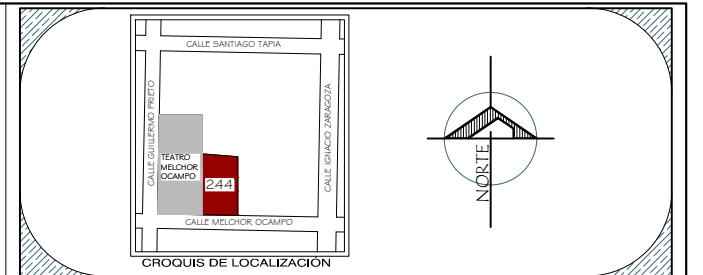 CALLE SANTIAGO TAPIA
CALLE GUILLERMO PRIETO
CALLE IGNACIO ZARAGOZA
TEATRO
MELCHOR
OCAMPO
244
CALLE MELCHOR OCAMPO
CROQUIS DE LOCALIZACIÓN
NORTE